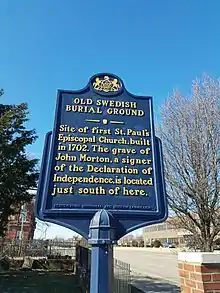 OLD SWEDISH
BURIAL GROUND
Site of first St. Paul's
Episcopal Church, built
in 1702. The grave of
John Morton, a signer
of the Declaration of
Independence, is located
just south of here.